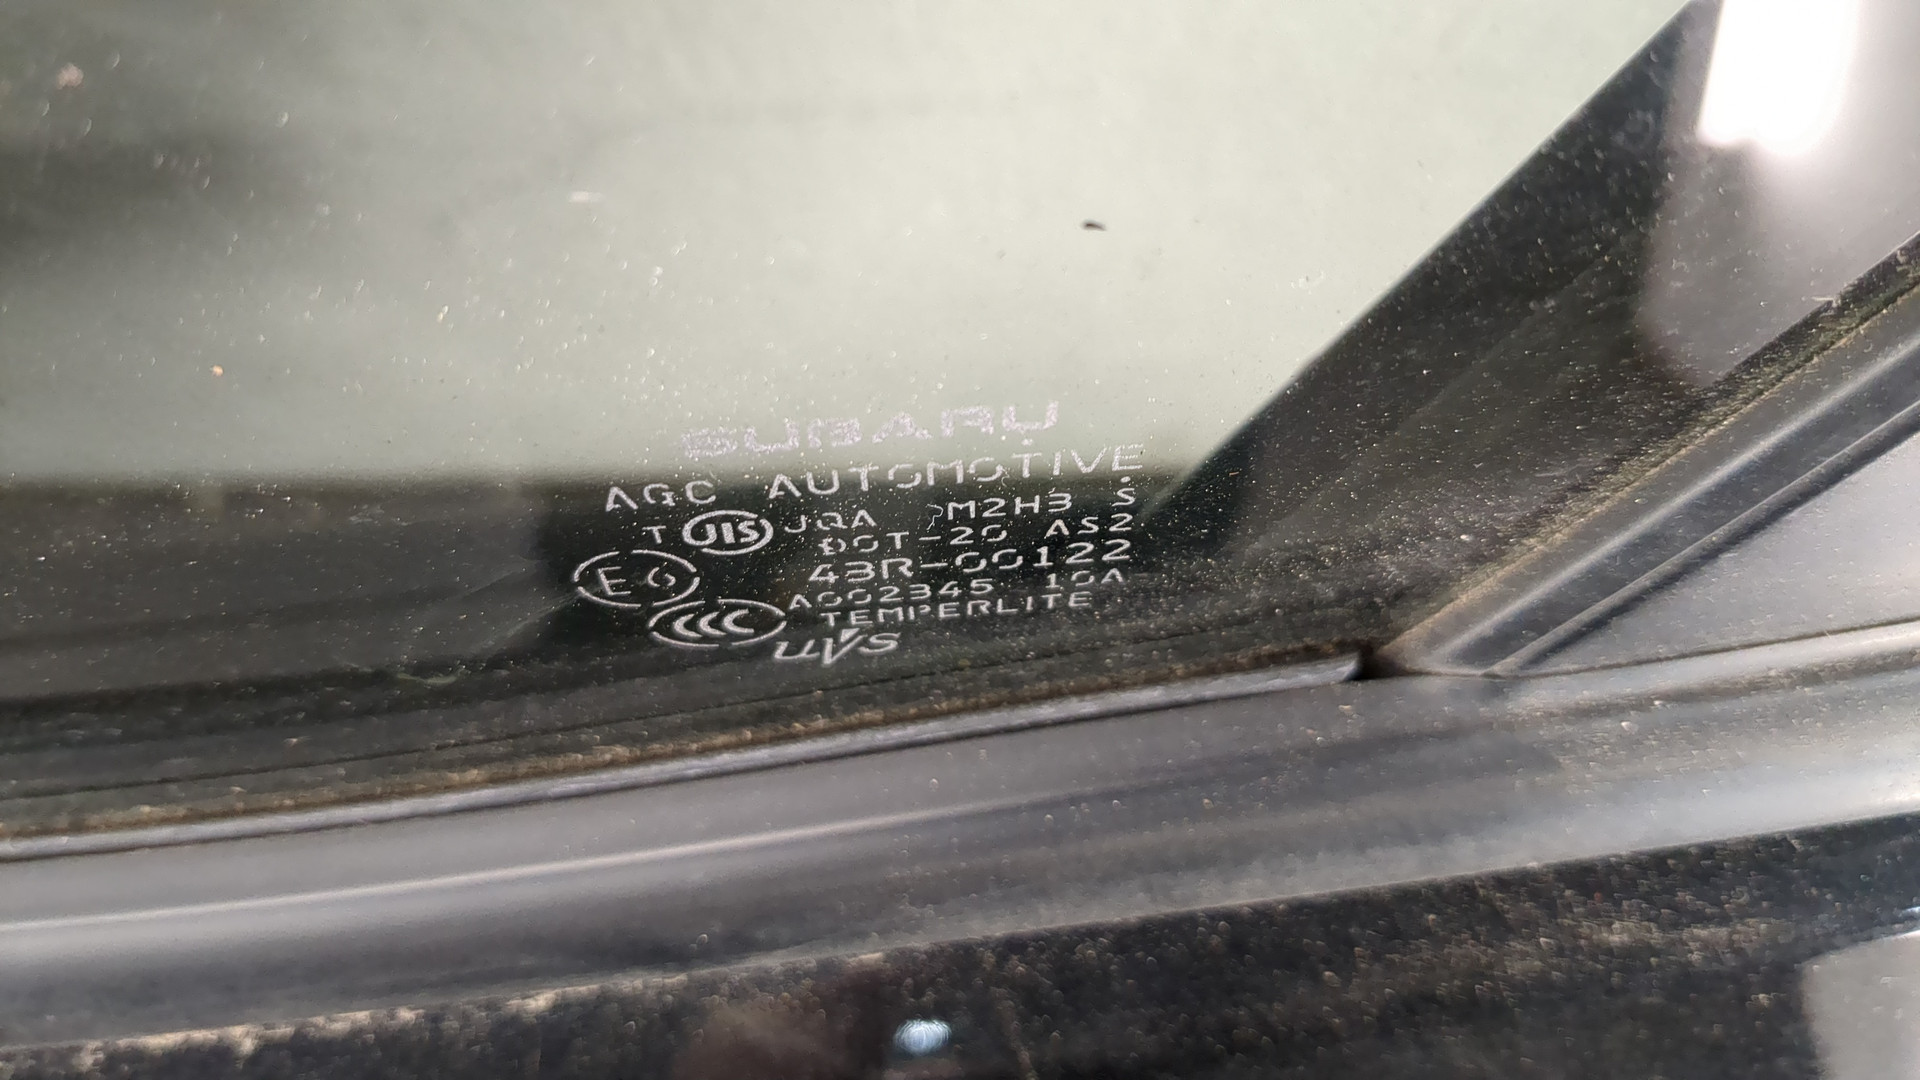 SUBARU
AGC AUTOMOTIVE
T JIS JQA M2H3 S
DOT-20 AS2
E6 43R-00122
A002345 10A
CCC TEMPERLITE
UVS